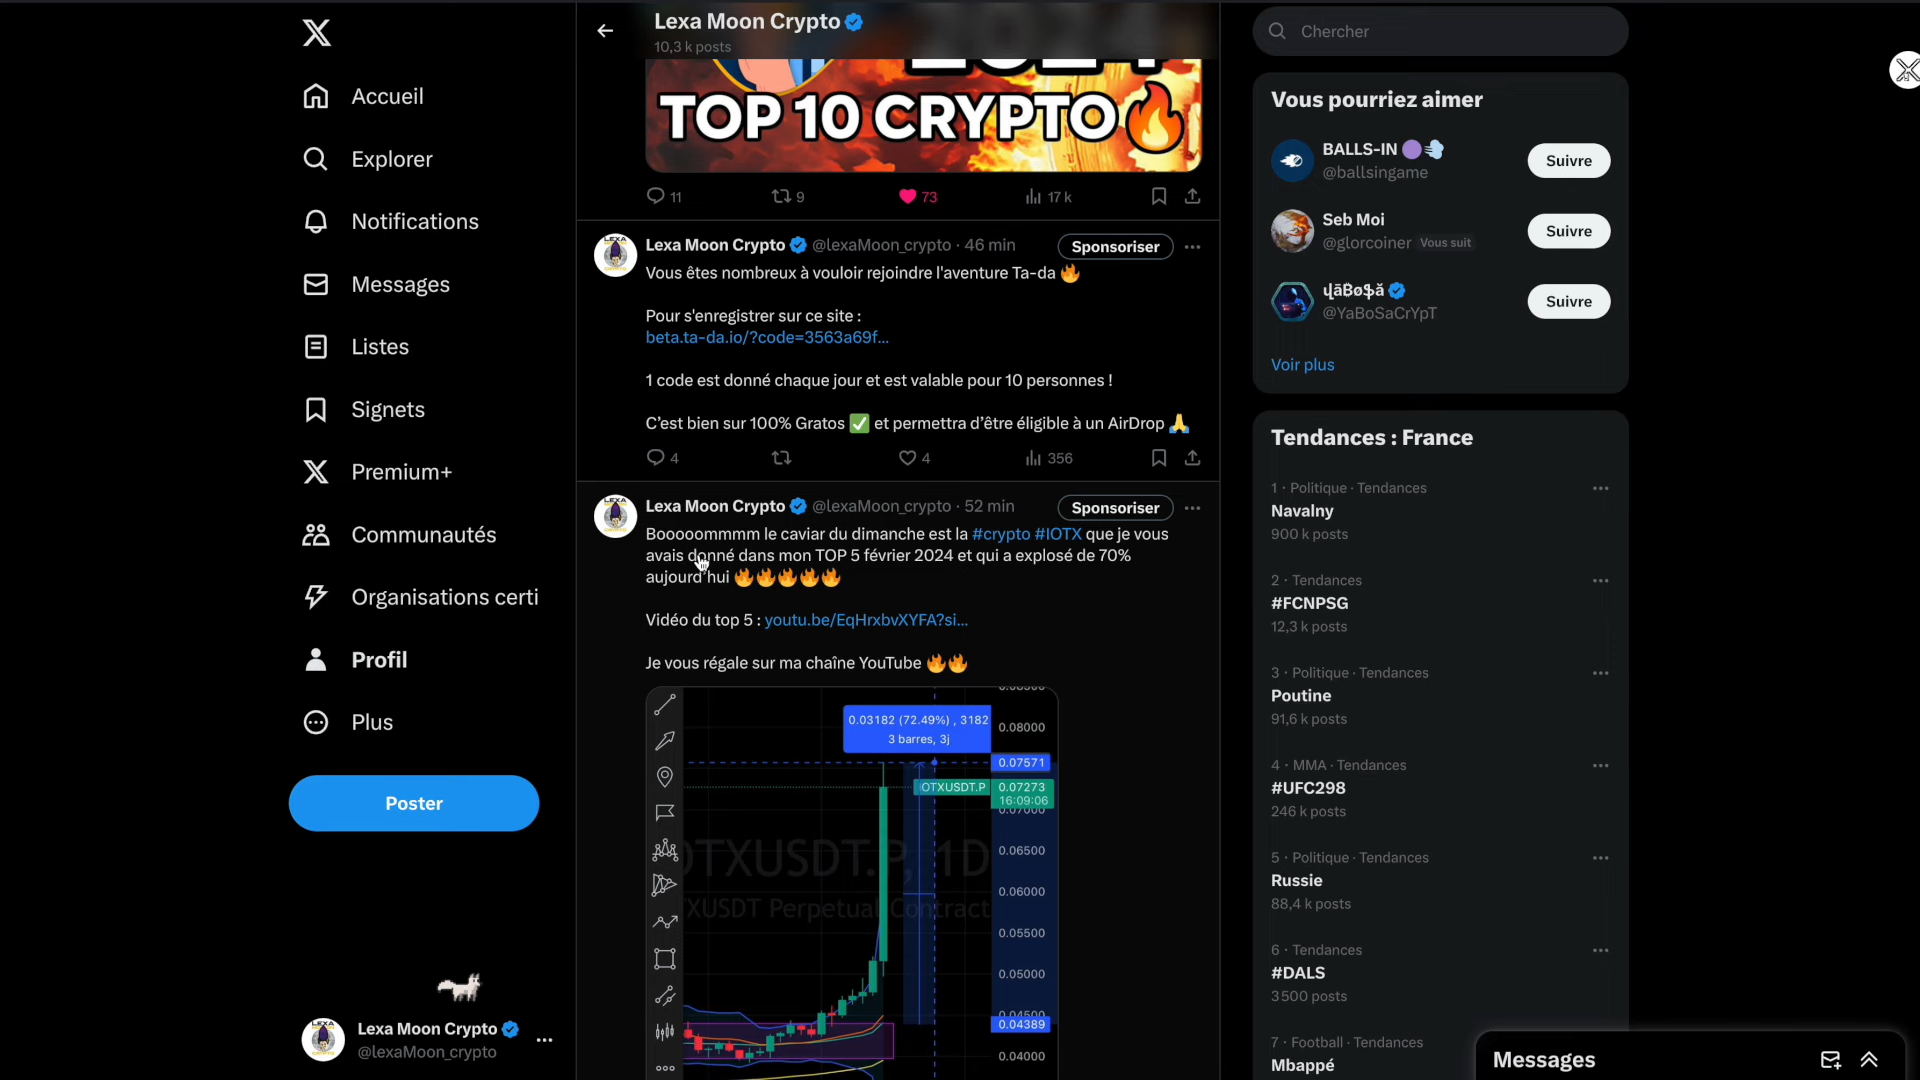 Accueil
Explorer
Notifications
Messages
Listes
Signets
Premium+
Communautés
Organisations certi
Profil
Plus
Poster
Lexa Moon Crypto
@lexaMoon_crypto
Lexa Moon Crypto
10,3 k posts
TOP 10 CRYPTO
11
9
73
17 k
Lexa Moon Crypto @lexaMoon_crypto · 46 min
Sponsoriser
Vous êtes nombreux à vouloir rejoindre l'aventure Ta-da 🔥
Pour s'enregistrer sur ce site :
beta.ta-da.io/?code=3563a69f...
1 code est donné chaque jour et est valable pour 10 personnes !
C'est bien sur 100% Gratos ✅ et permettra d'être éligible à un AirDrop 🙏
4
4
356
Lexa Moon Crypto @lexaMoon_crypto · 52 min
Sponsoriser
Booooommmm le caviar du dimanche est la #crypto #IOTX que je vous
avais donné dans mon TOP 5 février 2024 et qui a explosé de 70%
aujourd'hui 🔥🔥🔥🔥🔥
Vidéo du top 5 : youtu.be/EqHrxbvXYFA?si...
Je vous régale sur ma chaîne YouTube 🔥🔥
0.03182 (72.49%) , 3182
3 barres, 3j
0.08000
0.07571
IOTXUSDT.P
0.07273
16:09:06
0.07000
0.06500
0.06000
0.05500
0.05000
0.04500
0.04389
0.04000
OTXUSDT.P, 1D
XUSDT Perpetual Contract
Chercher
Vous pourriez aimer
BALLS-IN
@ballsingame
Suivre
Seb Moi
@glorcoiner Vous suit
Suivre
@YaBoSaCrYpT
Suivre
Voir plus
Tendances : France
1 · Politique · Tendances
Navalny
900 k posts
2 · Tendances
#FCNPSG
12,3 k posts
3 · Politique · Tendances
Poutine
91,6 k posts
4 · MMA · Tendances
#UFC298
246 k posts
5 · Politique · Tendances
Russie
88,4 k posts
6 · Tendances
#DALS
3 500 posts
7 · Football · Tendances
Mbappé
Messages